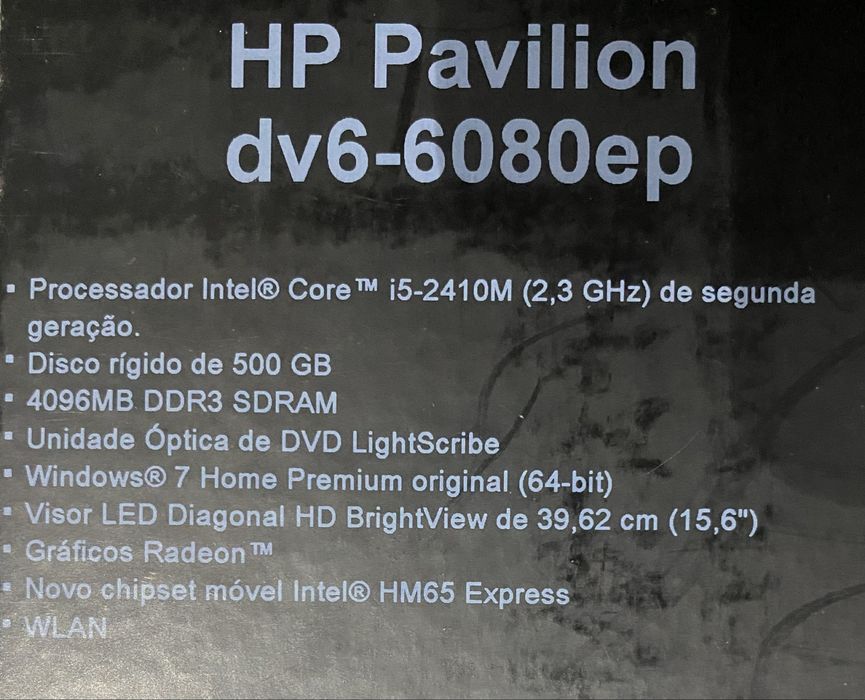 HP Pavilion
dv6-6080ep
▪ Processador Intel® Core™ i5-2410M (2,3 GHz) de segunda
geração.
▪ Disco rígido de 500 GB
▪ 4096MB DDR3 SDRAM
▪ Unidade Óptica de DVD LightScribe
▪ Windows® 7 Home Premium original (64-bit)
▪ Visor LED Diagonal HD BrightView de 39,62 cm (15,6")
▪ Gráficos Radeon™
▪ Novo chipset móvel Intel® HM65 Express
▪ WLAN